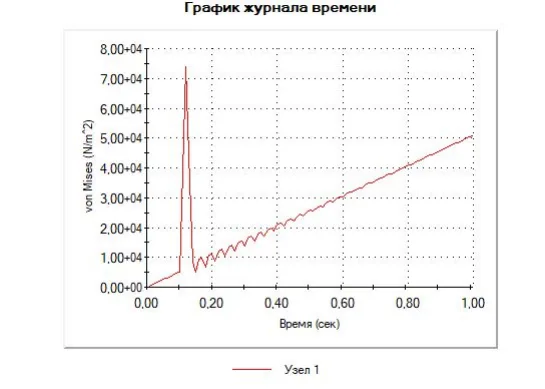 График журнала времени
8,00+04
7,00+04
6,00+04
5,00+04
4,00+04
3,00+04
2,00+04
1,00+04
0,00+00
von Mises (N/m^2)
0,00 0,20 0,40 0,60 0,80 1,00
Время (сек)
Узел 1